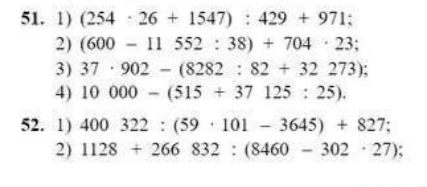 51. 1) (254 · 26 + 1547) : 429 + 971;
2) (600 – 11 552 : 38) + 704 · 23;
3) 37 · 902 – (8282 : 82 + 32 273);
4) 10 000 – (515 + 37 125 : 25).
52. 1) 400 322 : (59 · 101 – 3645) + 827;
2) 1128 + 266 832 : (8460 – 302 · 27);